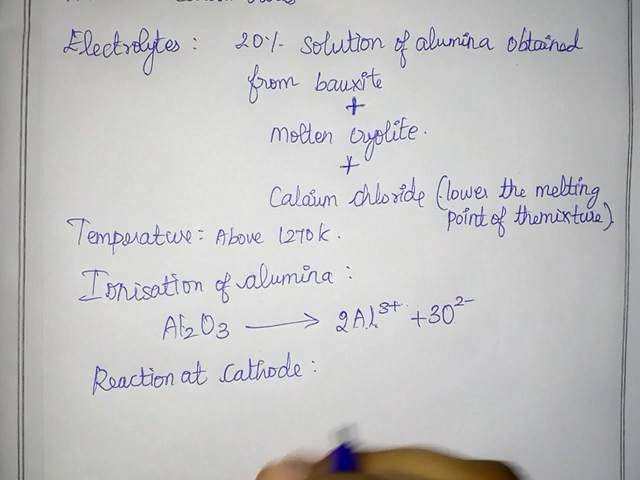 Electrolytes : 20% solution of alumina obtained
from bauxite
+
Molten cryolite.
+
Calcium chloride (lower the melting
point of the mixture)
Temperature = Above 1270k.
Ionisation of alumina :
Al2O3 ⟶ 2Al3+ + 3O2-
Reaction at cathode :